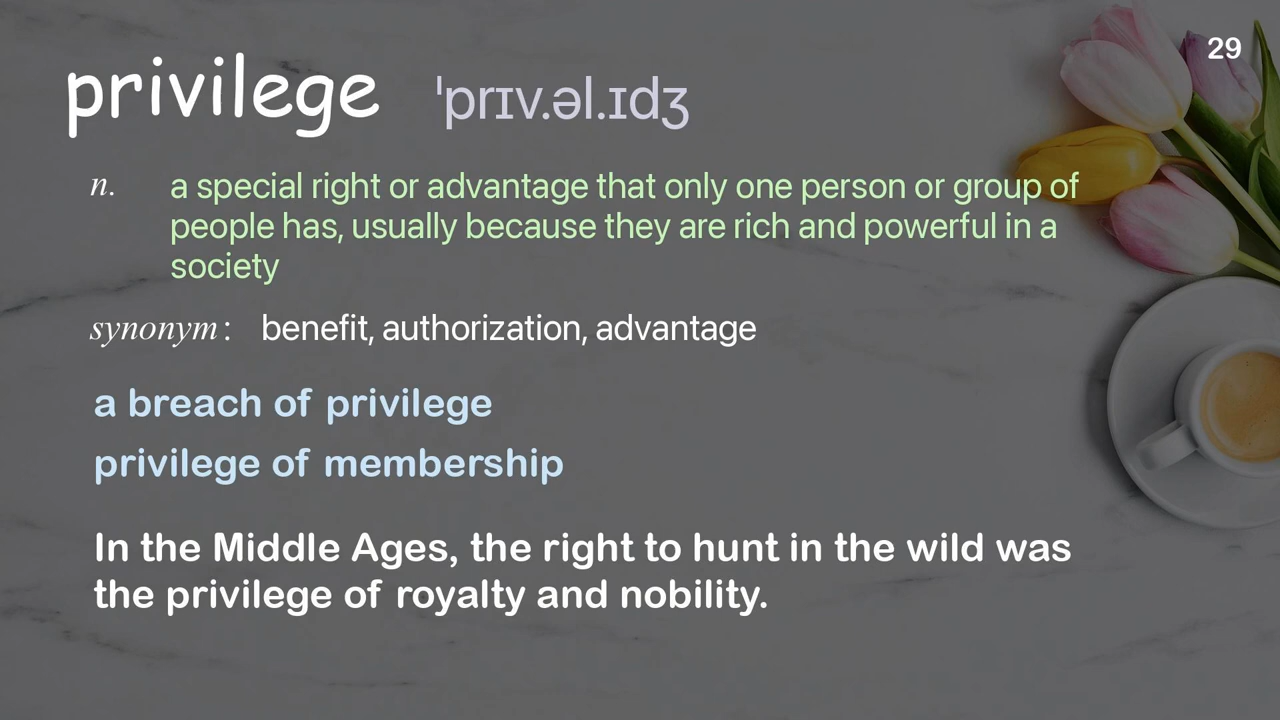 29
privilege ˈprɪv.əl.ɪdʒ
n. a special right or advantage that only one person or group of
people has, usually because they are rich and powerful in a
society
synonym: benefit, authorization, advantage
a breach of privilege
privilege of membership
In the Middle Ages, the right to hunt in the wild was
the privilege of royalty and nobility.